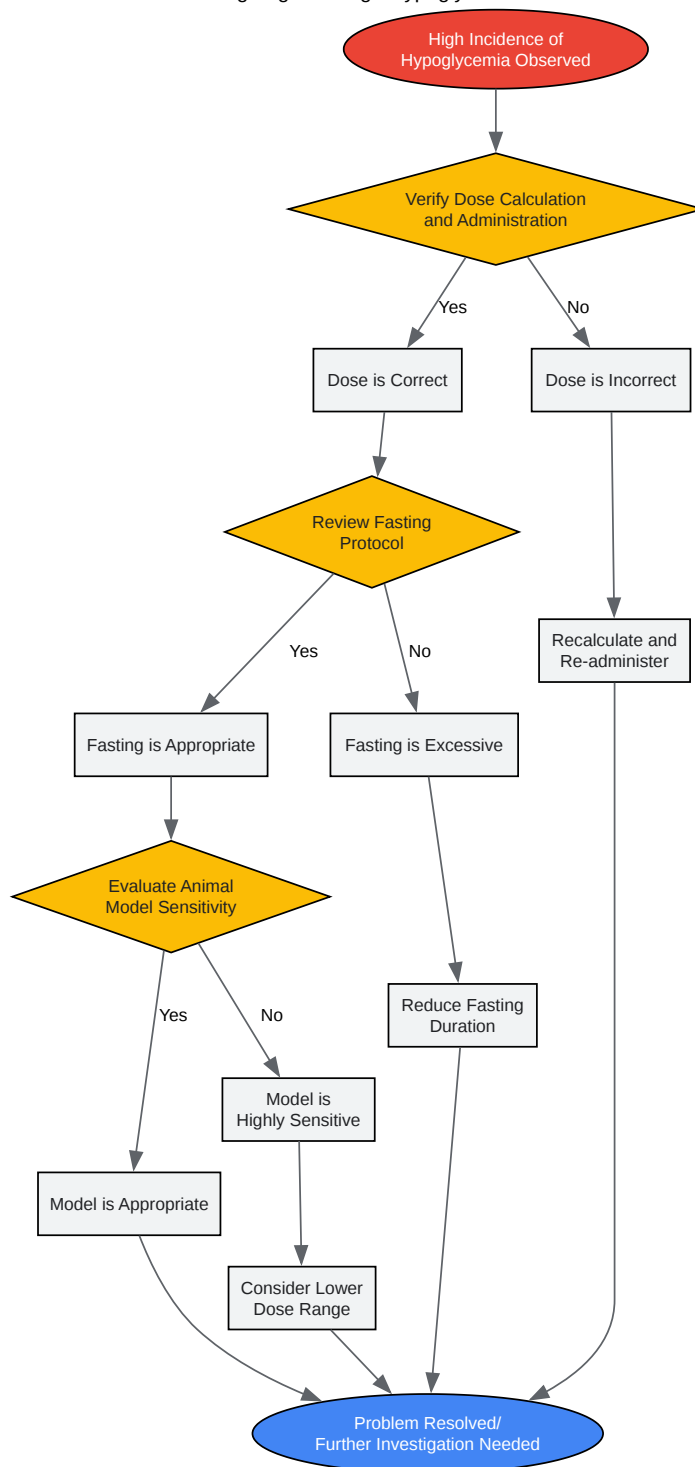 High Incidence of
Hypoglycemia Observed
Verify Dose Calculation
and Administration
Yes
No
Dose is Correct
Dose is Incorrect
Review Fasting
Protocol
Yes
No
Recalculate and
Re-administer
Fasting is Appropriate
Fasting is Excessive
Evaluate Animal
Model Sensitivity
Yes
No
Reduce Fasting
Duration
Model is
Highly Sensitive
Model is Appropriate
Consider Lower
Dose Range
Problem Resolved/
Further Investigation Needed